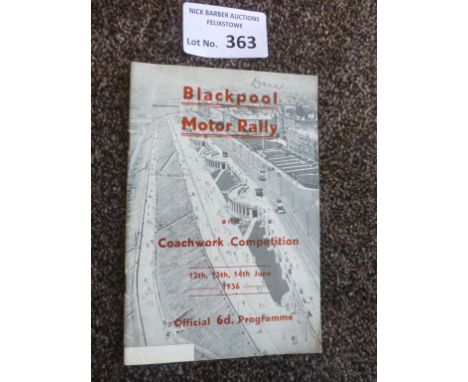 NICK BARBER AUCTIONS
FELIXSTOWE
Lot No. 363
Blackpool
Motor Rally
and
Coachwork Competition
12th, 13th, 14th June
1936
Official 6d. Programme